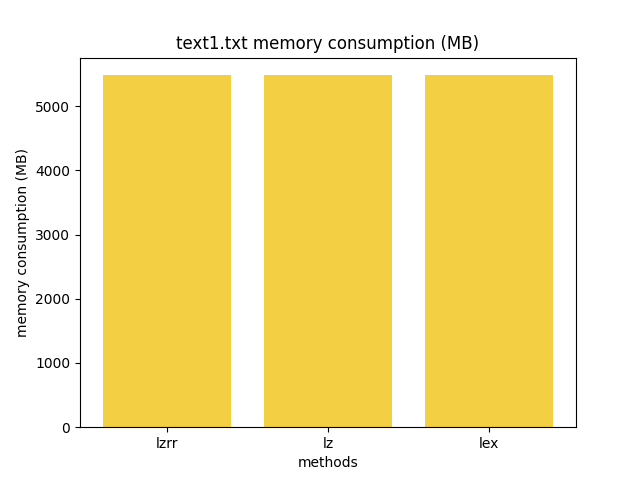 text1.txt memory consumption (MB)
memory consumption (MB)
5000
4000
3000
2000
1000
0
lzrr
lz
lex
methods